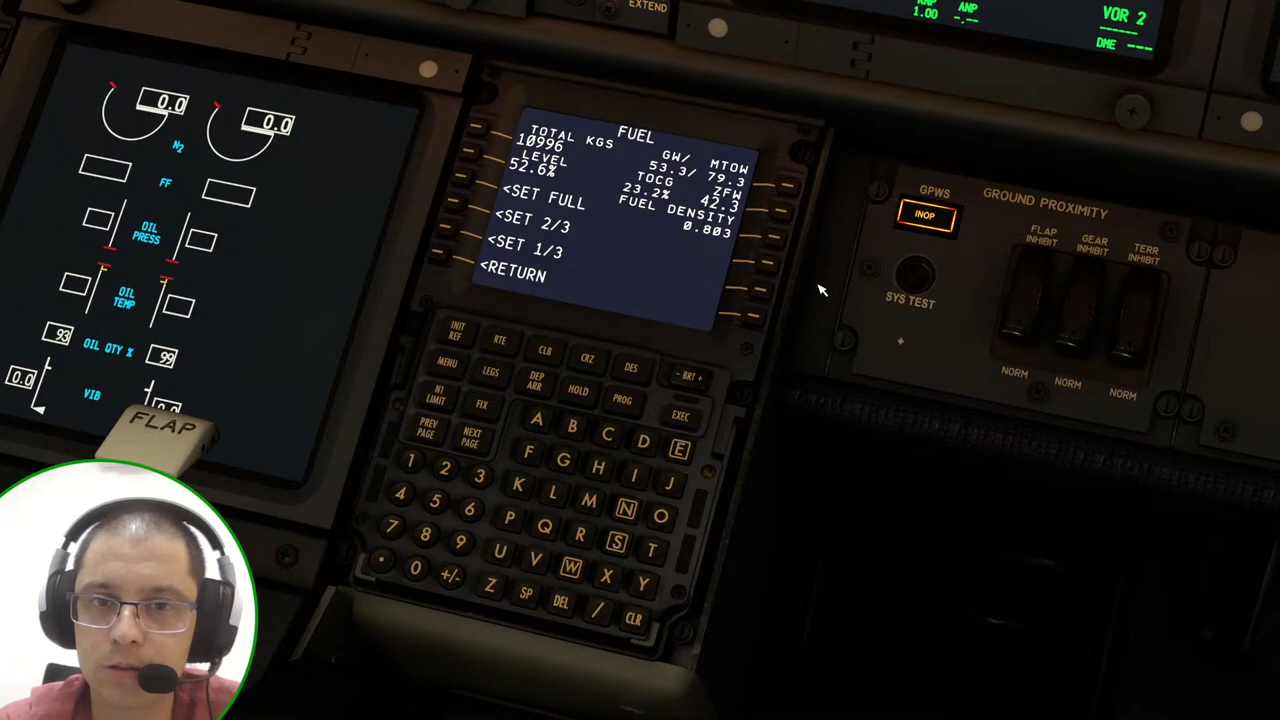 EXTEND
RMP ANP
1.00 -.--
VOR 2
DME ----
0.0 0.0
N2
FF
OIL
PRESS
OIL
TEMP
93 OIL QTY % 99
0.0 VIB
FLAP
FUEL
TOTAL KGS GW/ MTOW
10996 53.3/ 79.3
LEVEL TOCG ZFW
52.6% 23.2% 42.3
<SET FULL FUEL DENSITY
0.803
<SET 2/3
<SET 1/3
<RETURN
INIT REF RTE CLB CRZ DES - BRT +
MENU LEGS DEP ARR HOLD PROG EXEC
N1 LIMIT FIX
PREV PAGE NEXT PAGE
A B C D E
F G H I J
K L M N O
P Q R S T
U V W X Y
Z SP DEL / CLR
1 2 3
4 5 6
7 8 9
. 0 +/-
GPWS
INOP
SYS TEST
GROUND PROXIMITY
FLAP
INHIBIT
GEAR
INHIBIT
TERR
INHIBIT
NORM NORM NORM